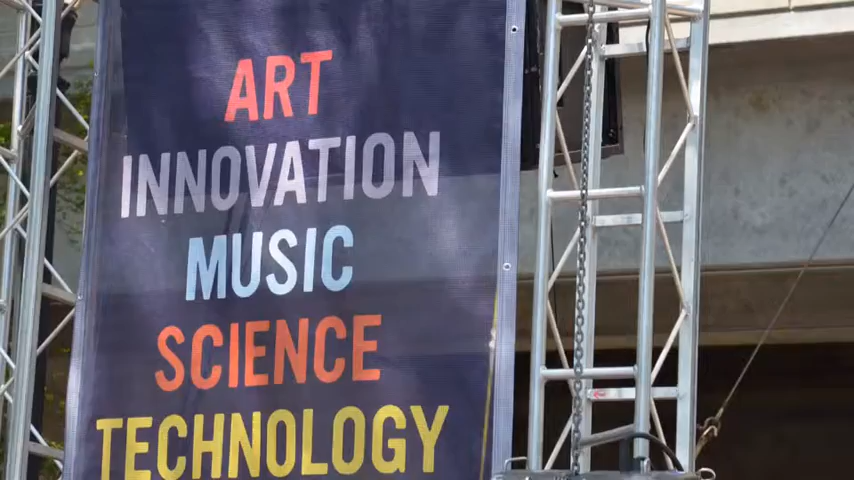 ART
INNOVATION
MUSIC
SCIENCE
TECHNOLOGY